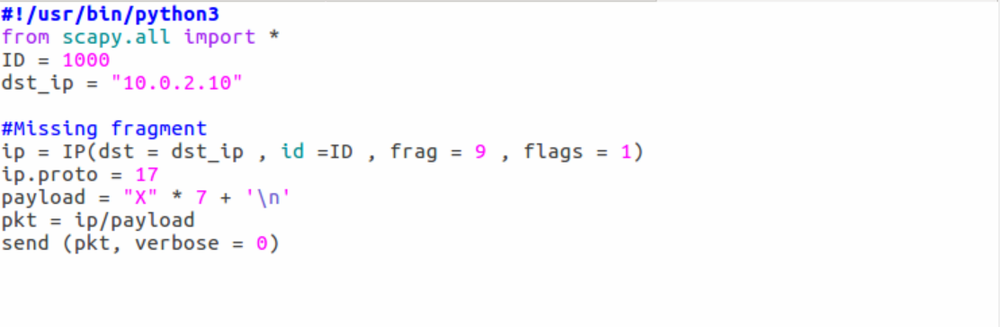 #!/usr/bin/python3
from scapy.all import *
ID = 1000
dst_ip = "10.0.2.10"
#Missing fragment
ip = IP(dst = dst_ip , id =ID , frag = 9 , flags = 1)
ip.proto = 17
payload = "X" * 7 + '\n'
pkt = ip/payload
send (pkt, verbose = 0)